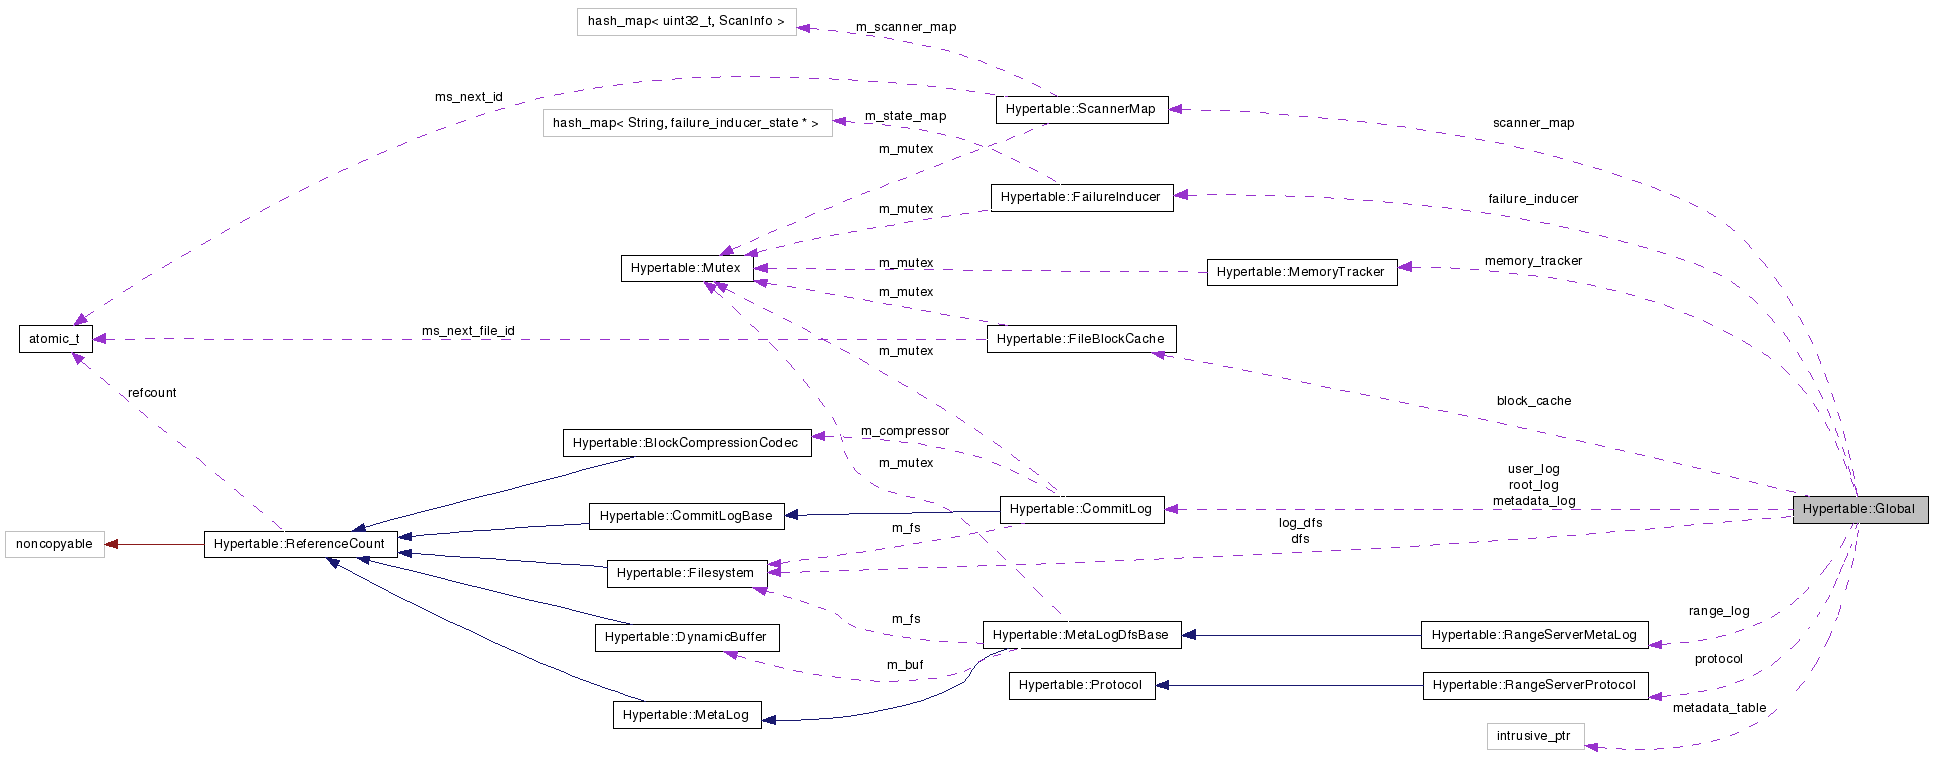 hash_map< uint32_t, ScanInfo >
m_scanner_map
ms_next_id
Hypertable::ScannerMap
hash_map< String, failure_inducer_state * >
m_state_map
scanner_map
m_mutex
Hypertable::FailureInducer
failure_inducer
m_mutex
Hypertable::Mutex
m_mutex
Hypertable::MemoryTracker
memory_tracker
m_mutex
atomic_t
ms_next_file_id
Hypertable::FileBlockCache
m_mutex
refcount
block_cache
Hypertable::BlockCompressionCodec
m_compressor
m_mutex
user_log
root_log
metadata_log
Hypertable::CommitLogBase
Hypertable::CommitLog
Hypertable::Global
m_fs
log_dfs
dfs
noncopyable
Hypertable::ReferenceCount
Hypertable::Filesystem
m_fs
range_log
Hypertable::DynamicBuffer
Hypertable::MetaLogDfsBase
Hypertable::RangeServerMetaLog
m_buf
protocol
Hypertable::Protocol
Hypertable::RangeServerProtocol
Hypertable::MetaLog
metadata_table
intrusive_ptr